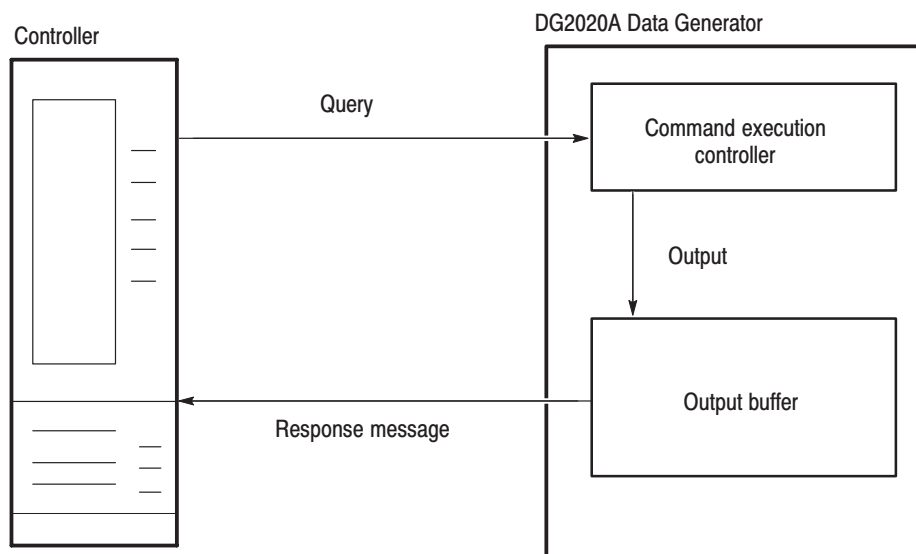 DG2020A Data Generator
Controller
Query
Command execution
controller
Output
Output buffer
Response message